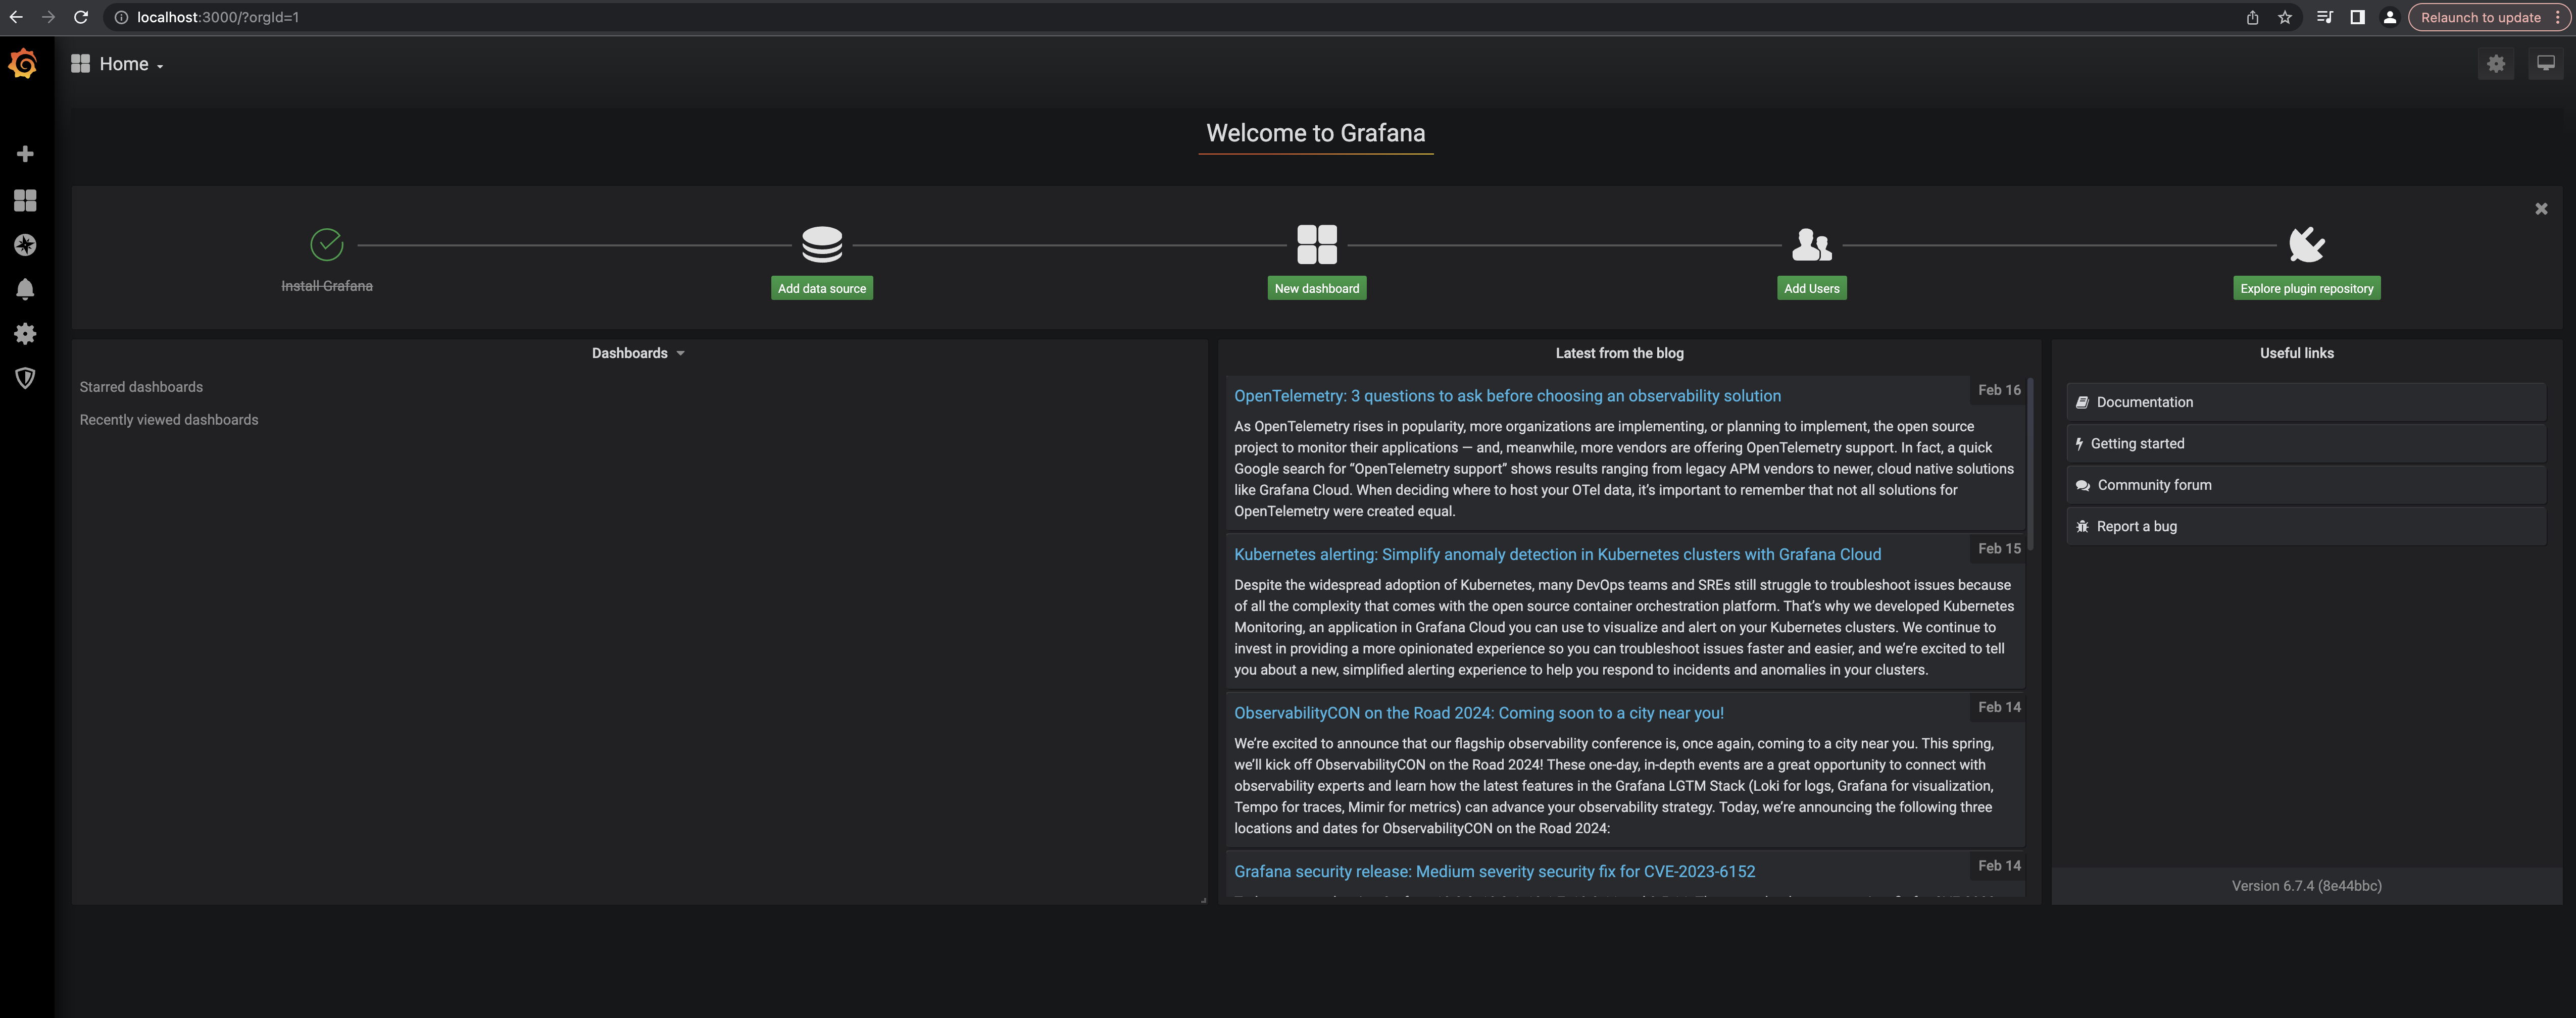 localhost:3000/?orgId=1
Relaunch to update
Home
Welcome to Grafana
Install Grafana
Add data source
New dashboard
Add Users
Explore plugin repository
Dashboards
Starred dashboards
Recently viewed dashboards
Latest from the blog
OpenTelemetry: 3 questions to ask before choosing an observability solution
Feb 16
As OpenTelemetry rises in popularity, more organizations are implementing, or planning to implement, the open source
project to monitor their applications — and, meanwhile, more vendors are offering OpenTelemetry support. In fact, a quick
Google search for “OpenTelemetry support” shows results ranging from legacy APM vendors to newer, cloud native solutions
like Grafana Cloud. When deciding where to host your OTel data, it’s important to remember that not all solutions for
OpenTelemetry were created equal.
Kubernetes alerting: Simplify anomaly detection in Kubernetes clusters with Grafana Cloud
Feb 15
Despite the widespread adoption of Kubernetes, many DevOps teams and SREs still struggle to troubleshoot issues because
of all the complexity that comes with the open source container orchestration platform. That’s why we developed Kubernetes
Monitoring, an application in Grafana Cloud you can use to visualize and alert on your Kubernetes clusters. We continue to
invest in providing a more opinionated experience so you can troubleshoot issues faster and easier, and we’re excited to tell
you about a new, simplified alerting experience to help you respond to incidents and anomalies in your clusters.
ObservabilityCON on the Road 2024: Coming soon to a city near you!
Feb 14
We’re excited to announce that our flagship observability conference is, once again, coming to a city near you. This spring,
we’ll kick off ObservabilityCON on the Road 2024! These one-day, in-depth events are a great opportunity to connect with
observability experts and learn how the latest features in the Grafana LGTM Stack (Loki for logs, Grafana for visualization,
Tempo for traces, Mimir for metrics) can advance your observability strategy. Today, we’re announcing the following three
locations and dates for ObservabilityCON on the Road 2024:
Grafana security release: Medium severity security fix for CVE-2023-6152
Feb 14
Useful links
Documentation
Getting started
Community forum
Report a bug
Version 6.7.4 (8e44bbc)